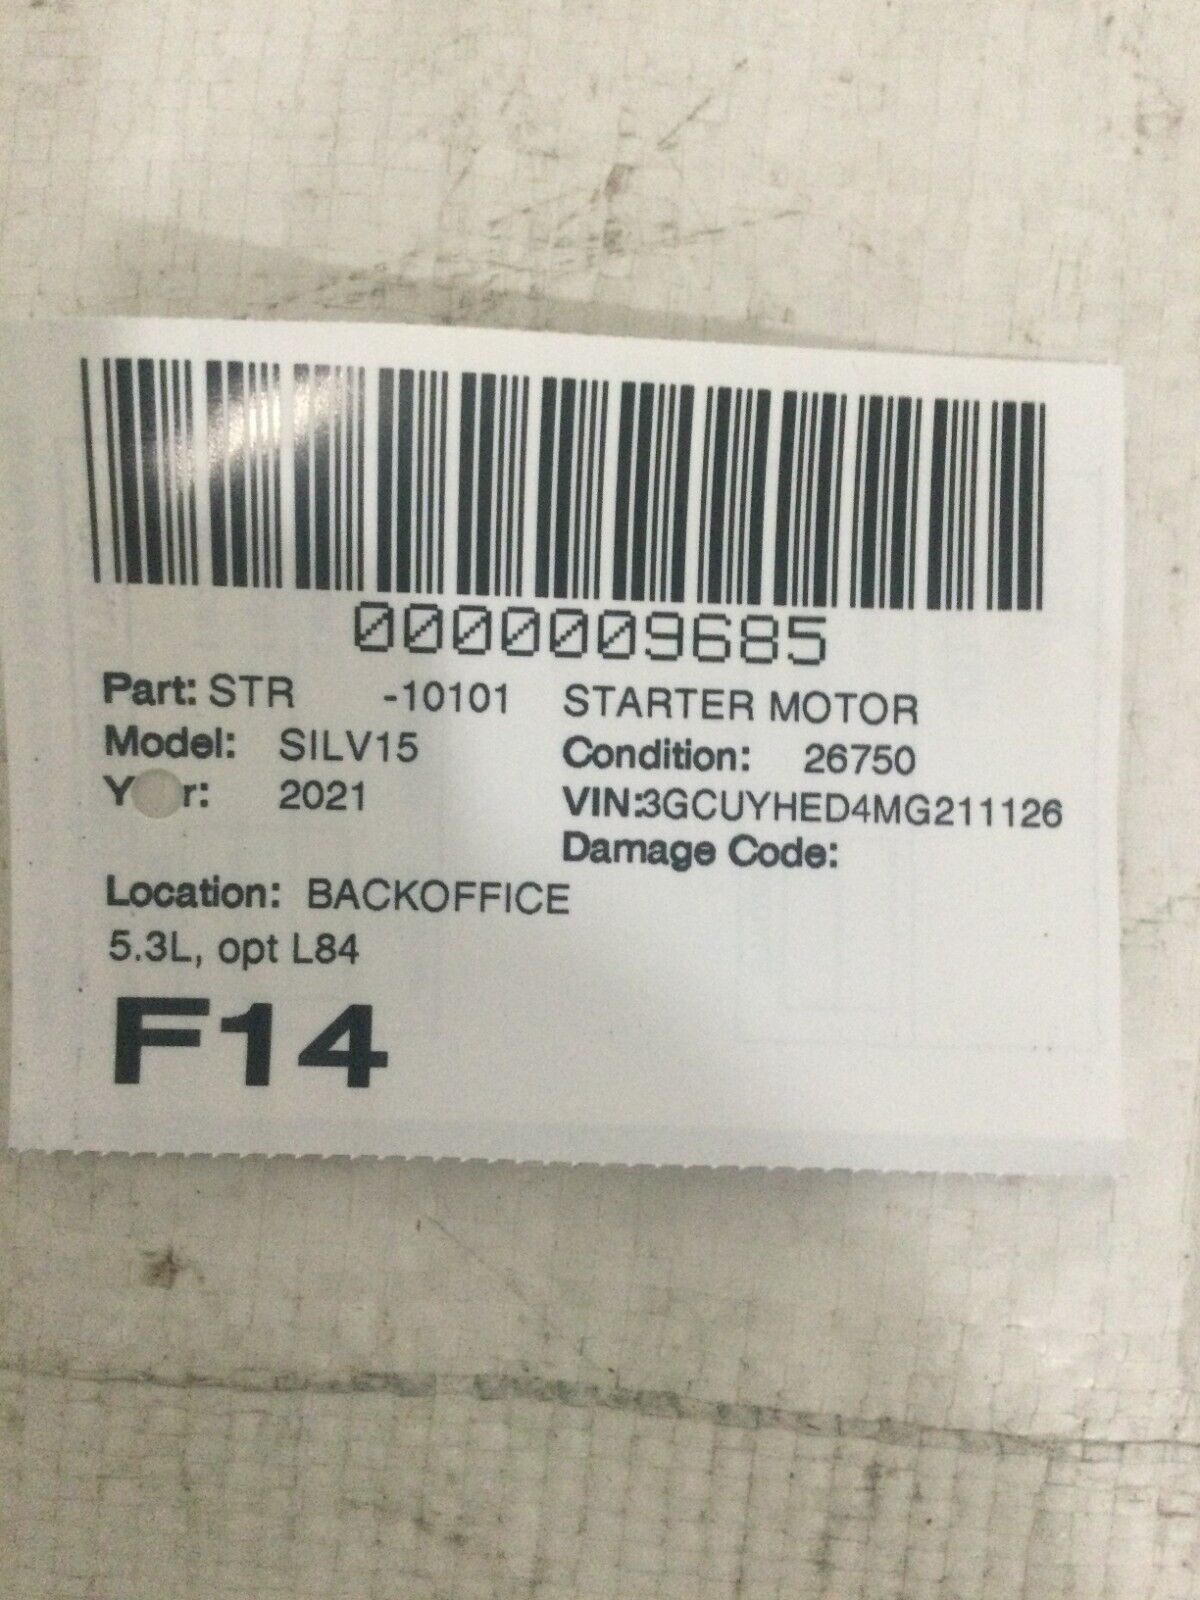 0000009685
Part: STR -10101 STARTER MOTOR
Model: SILV15 Condition: 26750
Y r: 2021 VIN:3GCUYHED4MG211126
Damage Code:
Location: BACKOFFICE
5.3L, opt L84
F14